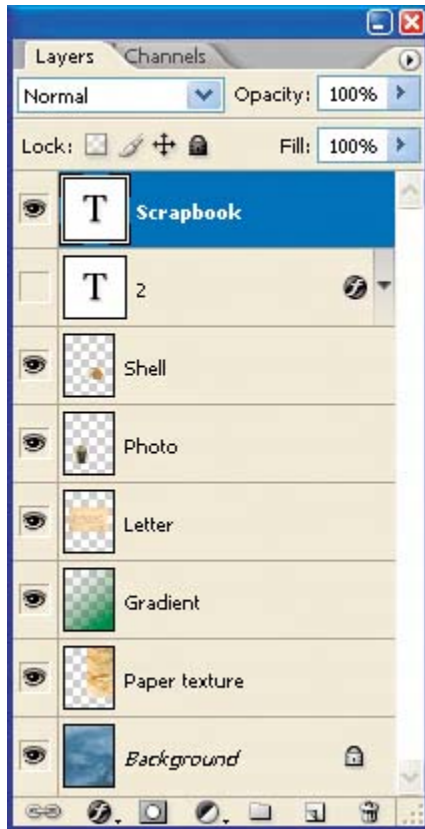 Layers Channels
Normal Opacity: 100%
Lock: Fill: 100%
T Scrapbook
T 2
Shell
Photo
Letter
Gradient
Paper texture
Background